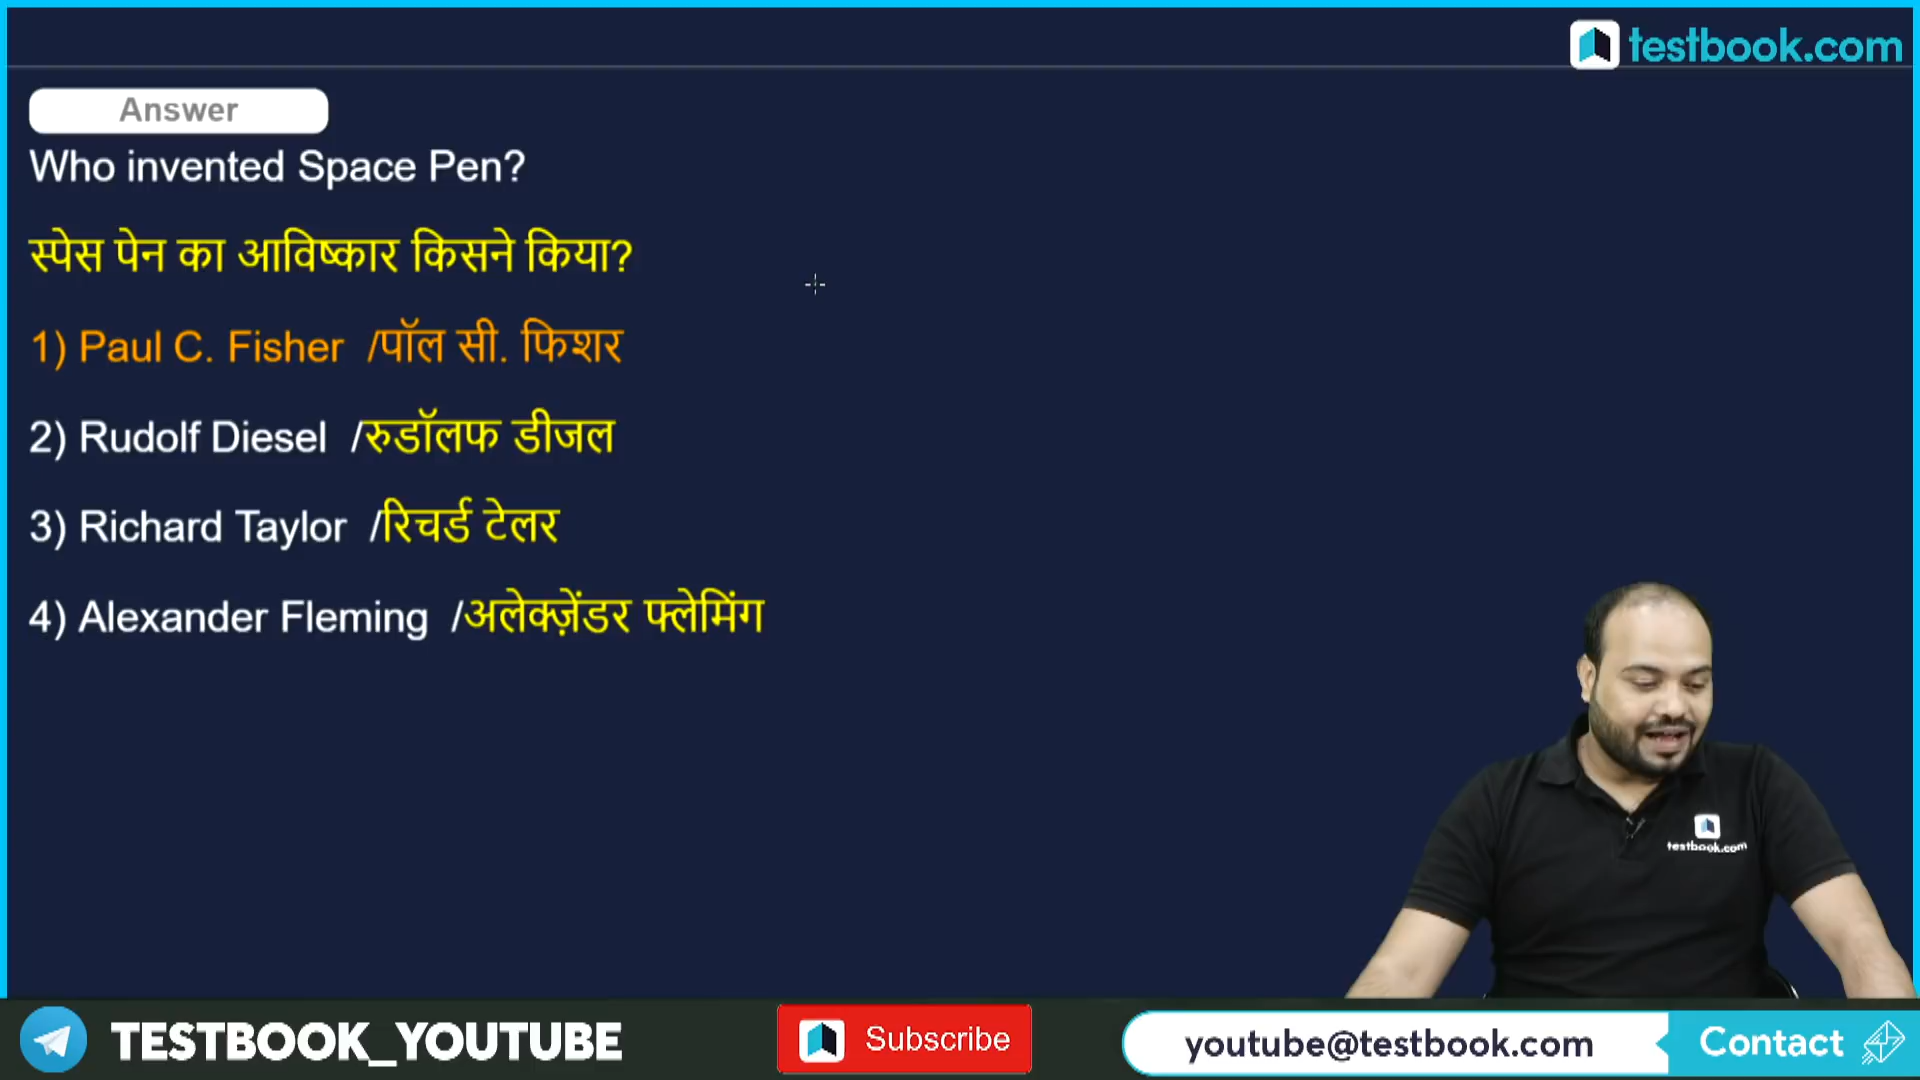 testbook.com
Answer
Who invented Space Pen?
स्पेस पेन का आविष्कार किसने किया?
1) Paul C. Fisher /पॉल सी. फिशर
2) Rudolf Diesel /रुडॉलफ डीजल
3) Richard Taylor /रिचर्ड टेलर
4) Alexander Fleming /अलेक्ज़ेंडर फ्लेमिंग
testbook.com
TESTBOOK_YOUTUBE
Subscribe
youtube@testbook.com
Contact